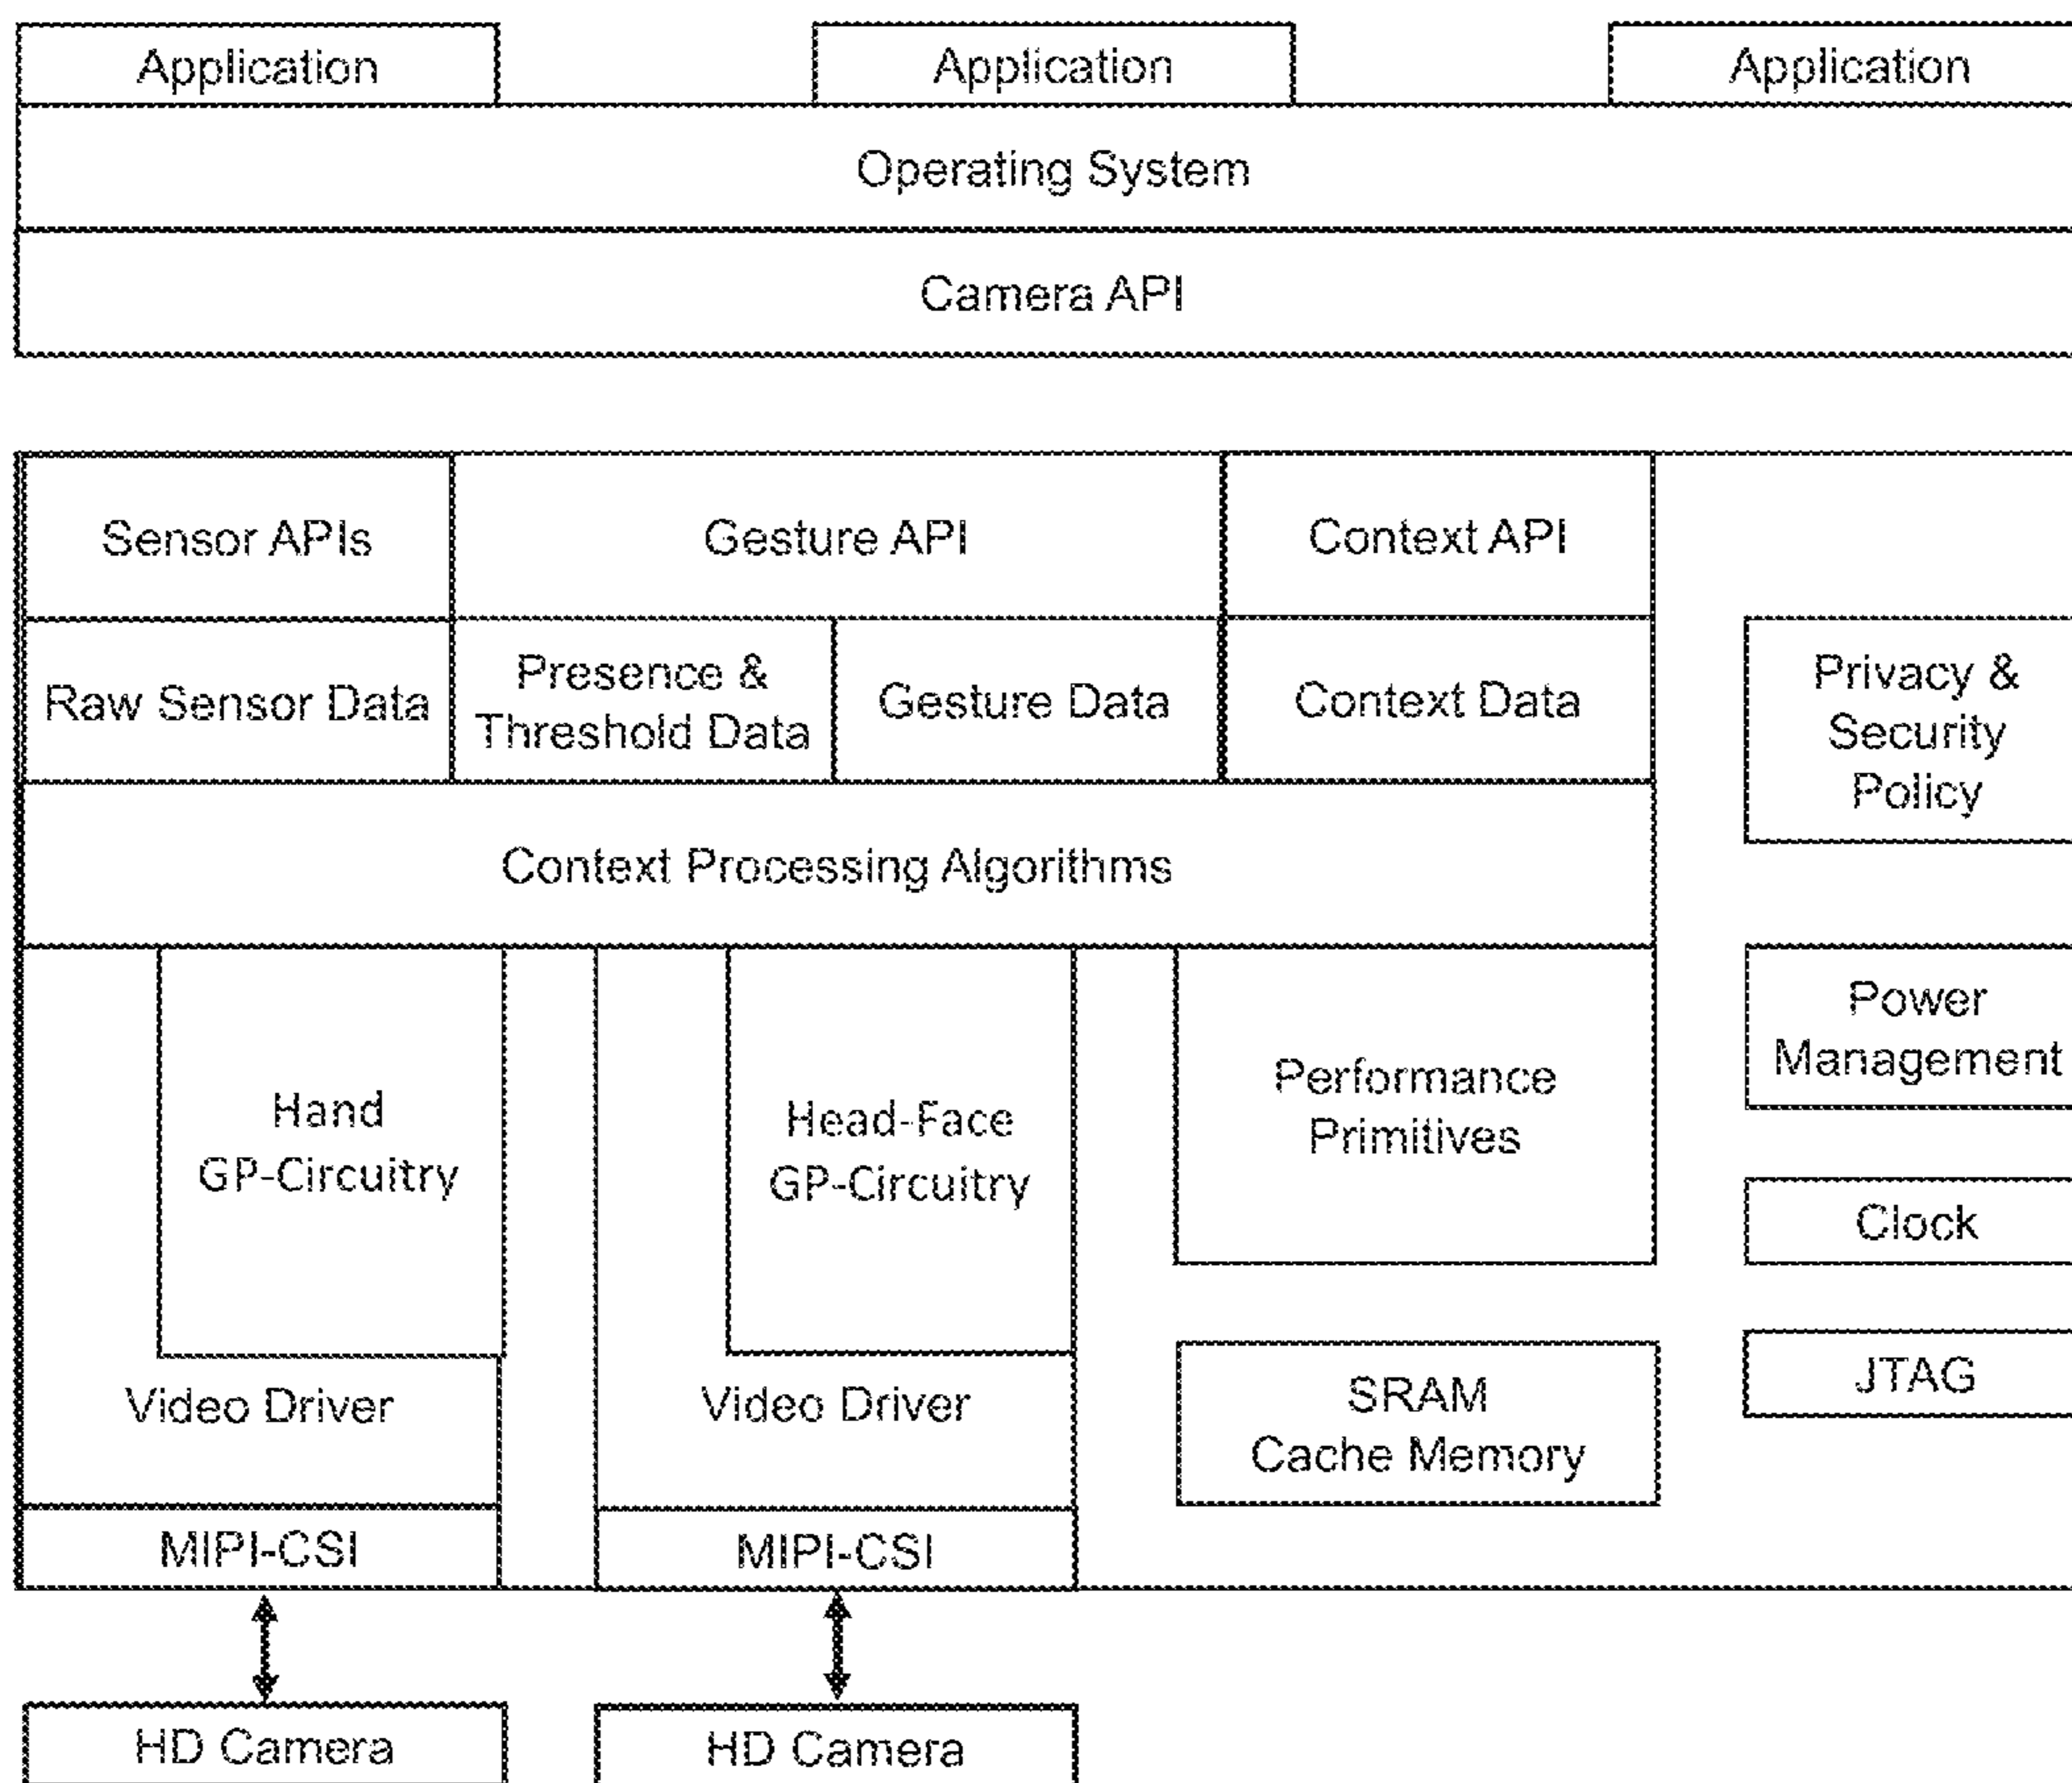 Application
Application
Application
Operating System
Camera API
Sensor APIs
Gesture API
Context API
Raw Sensor Data
Presence &
Threshold Data
Gesture Data
Context Data
Privacy &
Security
Policy
Context Processing Algorithms
Hand
GP-Circuitry
Head-Face
GP-Circuitry
Performance
Primitives
Power
Management
Clock
Video Driver
Video Driver
SRAM
Cache Memory
JTAG
MIPI-CSI
MIPI-CSI
HD Camera
HD Camera